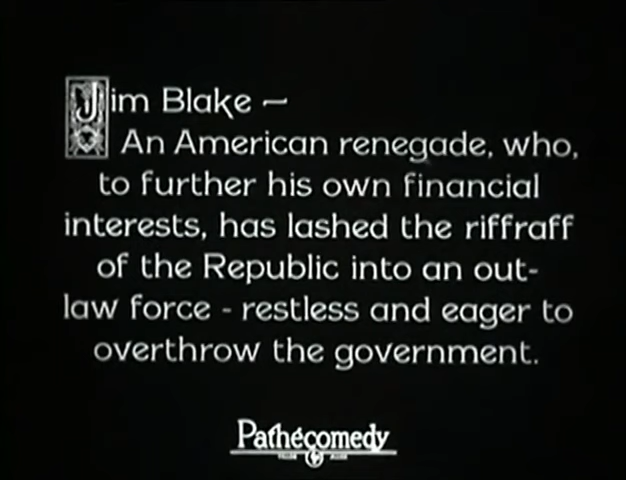 Jim Blake —
An American renegade, who,
to further his own financial
interests, has lashed the riffraff
of the Republic into an out-
law force - restless and eager to
overthrow the government.
Pathécomedy